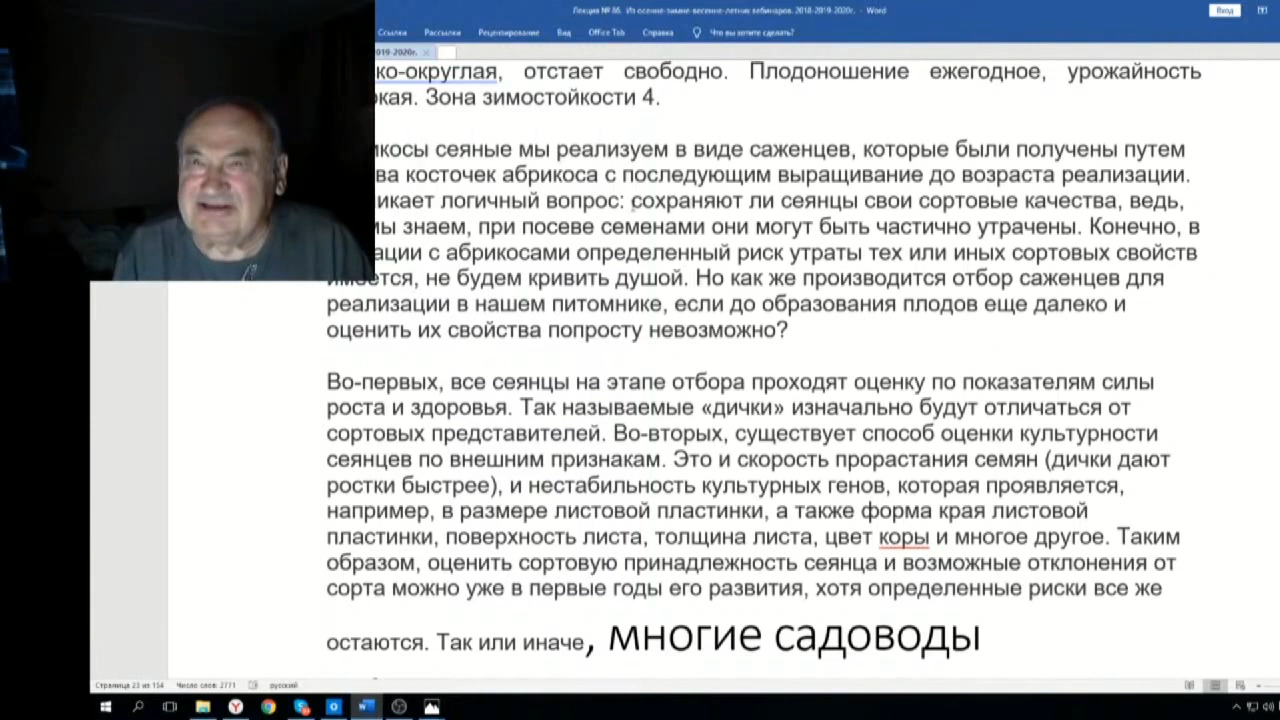 Лекция № 86. Из осенне-зимне-весенне-летних вебинаров. 2018-2019-2020г. - Word
Вход
Ссылки Рассылки Рецензирование Вид Office Tab Справка Что вы хотите сделать?
019-2020г.
ко-округлая, отстает свободно. Плодоношение ежегодное, урожайность
окая. Зона зимостойкости 4.
икосы сеяные мы реализуем в виде саженцев, которые были получены путем
ва косточек абрикоса с последующим выращивание до возраста реализации.
икает логичный вопрос: сохраняют ли сеянцы свои сортовые качества, ведь,
мы знаем, при посеве семенами они могут быть частично утрачены. Конечно, в
ации с абрикосами определенный риск утраты тех или иных сортовых свойств
имеется, не будем кривить душой. Но как же производится отбор саженцев для
реализации в нашем питомнике, если до образования плодов еще далеко и
оценить их свойства попросту невозможно?
Во-первых, все сеянцы на этапе отбора проходят оценку по показателям силы
роста и здоровья. Так называемые «дички» изначально будут отличаться от
сортовых представителей. Во-вторых, существует способ оценки культурности
сеянцев по внешним признакам. Это и скорость прорастания семян (дички дают
ростки быстрее), и нестабильность культурных генов, которая проявляется,
например, в размере листовой пластинки, а также форма края листовой
пластинки, поверхность листа, толщина листа, цвет коры и многое другое. Таким
образом, оценить сортовую принадлежность сеянца и возможные отклонения от
сорта можно уже в первые годы его развития, хотя определенные риски все же
остаются. Так или иначе, многие садоводы
Страница 23 из 154 Число слов: 2771 русский